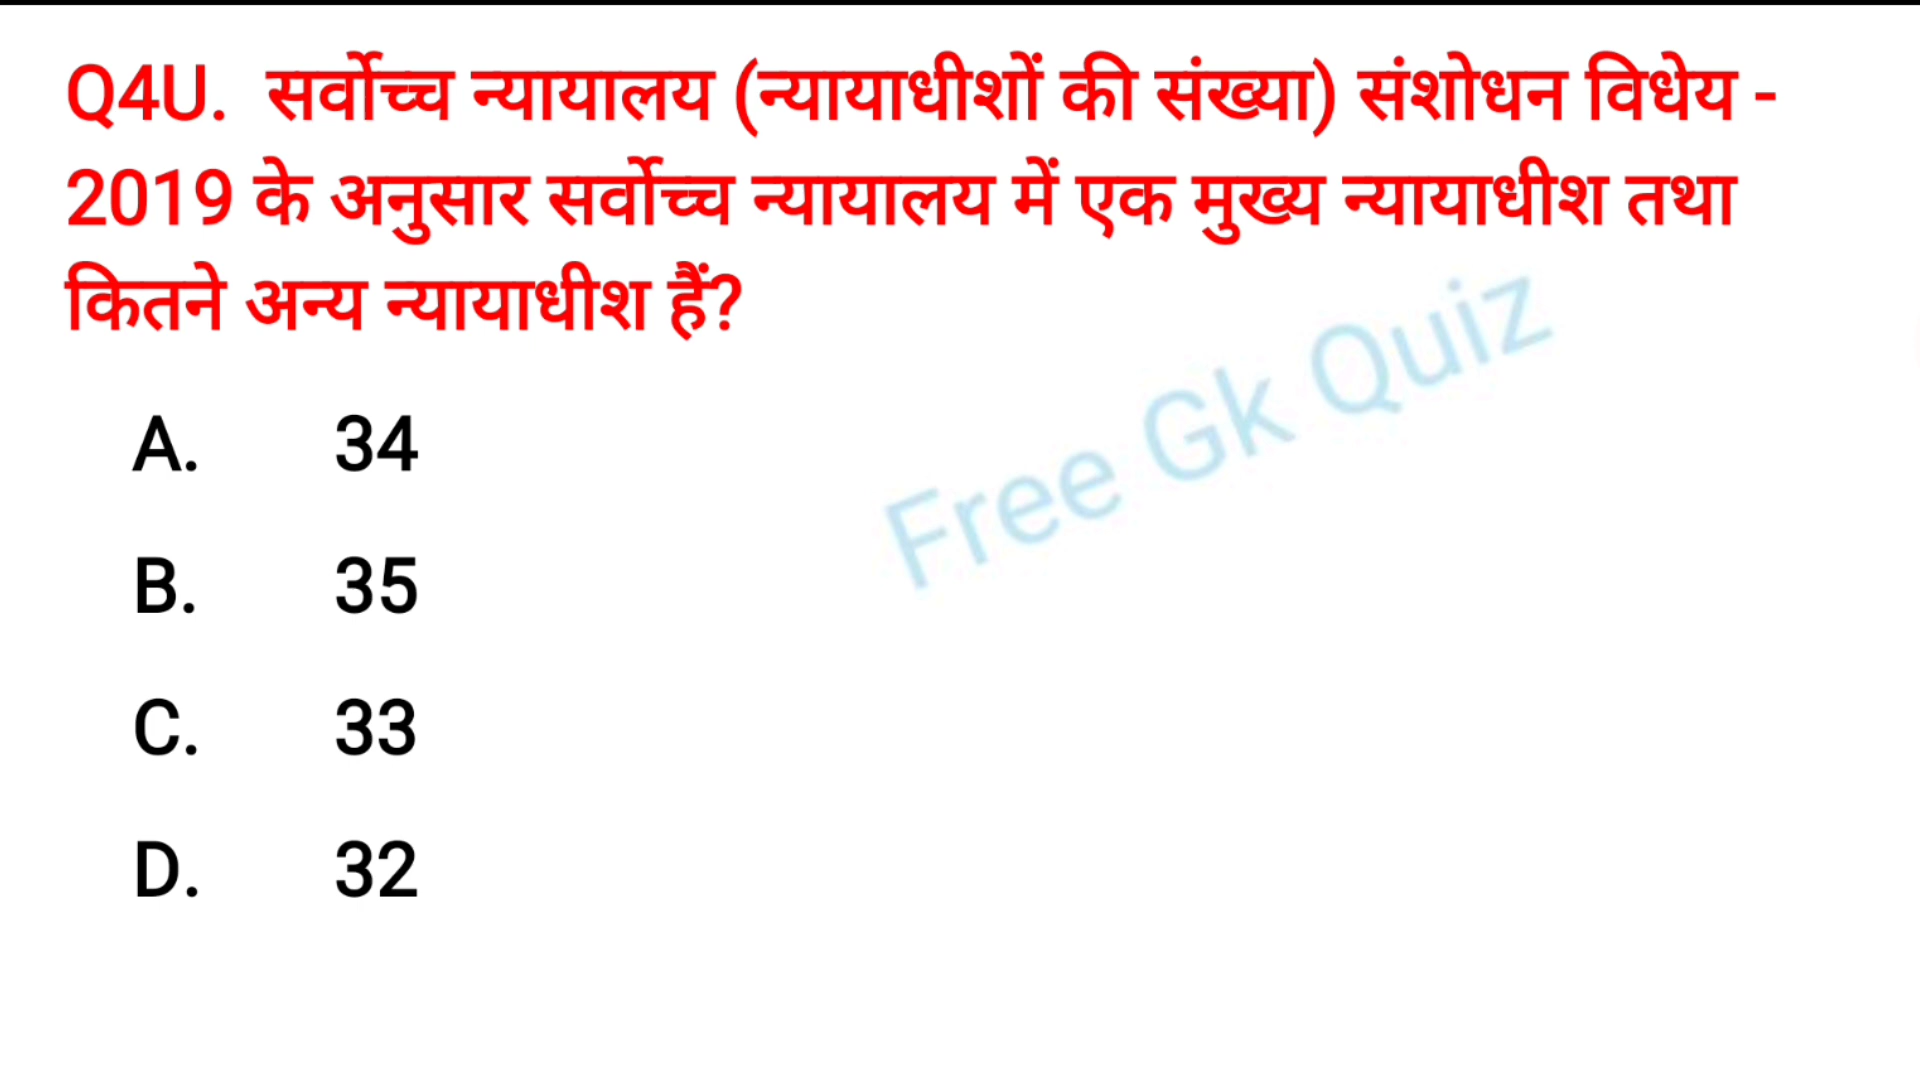 Q4U. सर्वोच्च न्यायालय (न्यायाधीशों की संख्या) संशोधन विधेय -
2019 के अनुसार सर्वोच्च न्यायालय में एक मुख्य न्यायाधीश तथा
कितने अन्य न्यायाधीश हैं?
Free Gk Quiz
A. 34
B. 35
C. 33
D. 32